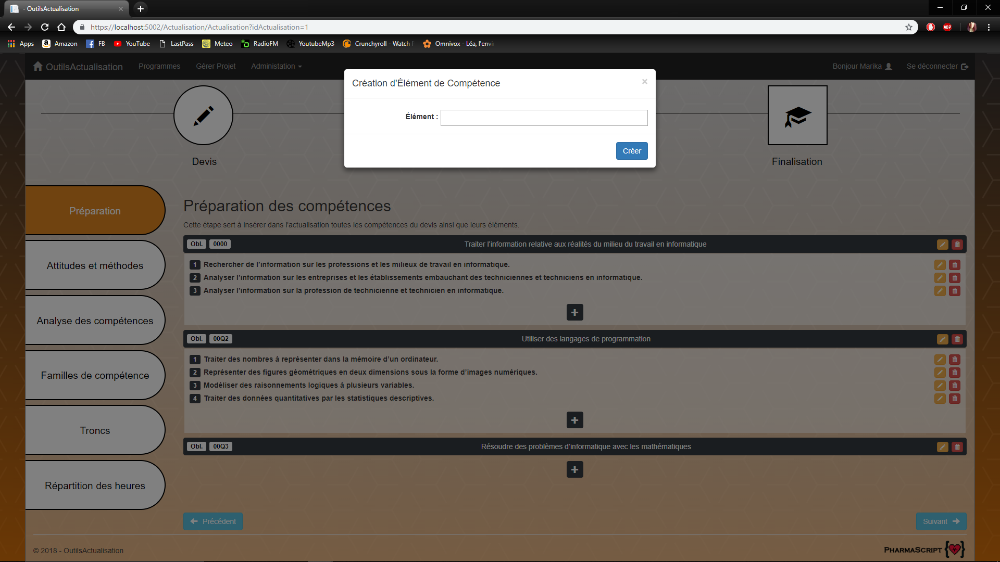 - OutilsActualisation
https://localhost:5002/Actualisation/Actualisation?idActualisation=1
ABP
Apps
Amazon
FB
YouTube
LastPass
Meteo
RadioFM
YoutubeMp3
Crunchyroll - Watch
Omnivox - Léa, l'envi
OutilsActualisation
Programmes
Gérer Projet
Administation
Bonjour Marika
Se déconnecter
Création d'Élément de Compétence
×
Élément :
Créer
Devis
Finalisation
Préparation
Attitudes et méthodes
Analyse des compétences
Familles de compétence
Troncs
Répartition des heures
Préparation des compétences
Cette étape sert à insérer dans l'actualisation toutes les compétences du devis ainsi que leurs éléments.
Obl. 0000 Traiter l'information relative aux réalités du milieu du travail en informatique
1 Rechercher de l’information sur les professions et les milieux de travail en informatique.
2 Analyser l’information sur les entreprises et les établissements embauchant des techniciennes et techniciens en informatique.
3 Analyser l’information sur la profession de technicienne et technicien en informatique.
Obl. 00Q2 Utiliser des langages de programmation
1 Traiter des nombres à représenter dans la mémoire d’un ordinateur.
2 Représenter des figures géométriques en deux dimensions sous la forme d’images numériques.
3 Modéliser des raisonnements logiques à plusieurs variables.
4 Traiter des données quantitatives par les statistiques descriptives.
Obl. 00Q3 Résoudre des problèmes d’informatique avec les mathématiques
Précédent
Suivant
© 2018 - OutilsActualisation
PharmaScript